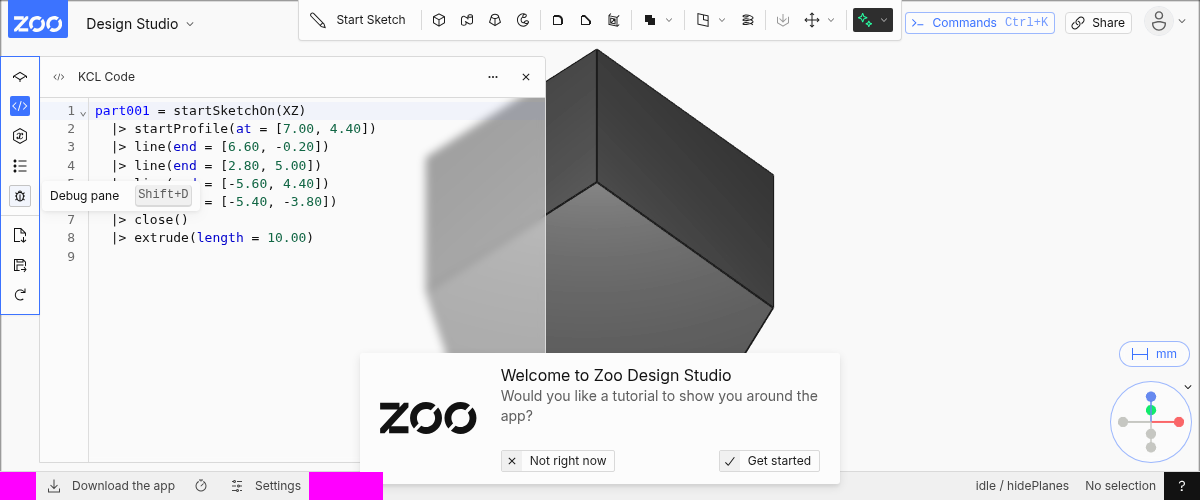 ZOO
Design Studio
Start Sketch
Commands Ctrl+K
Share
KCL Code
1 part001 = startSketchOn(XZ)
2 |> startProfile(at = [7.00, 4.40])
3 |> line(end = [6.60, -0.20])
4 |> line(end = [2.80, 5.00])
= [-5.60, 4.40])
Debug pane Shift+D
= [-5.40, -3.80])
7 |> close()
8 |> extrude(length = 10.00)
9
mm
ZOO
Welcome to Zoo Design Studio
Would you like a tutorial to show you around the
app?
Not right now
Get started
Download the app
Settings
idle / hidePlanes
No selection
?